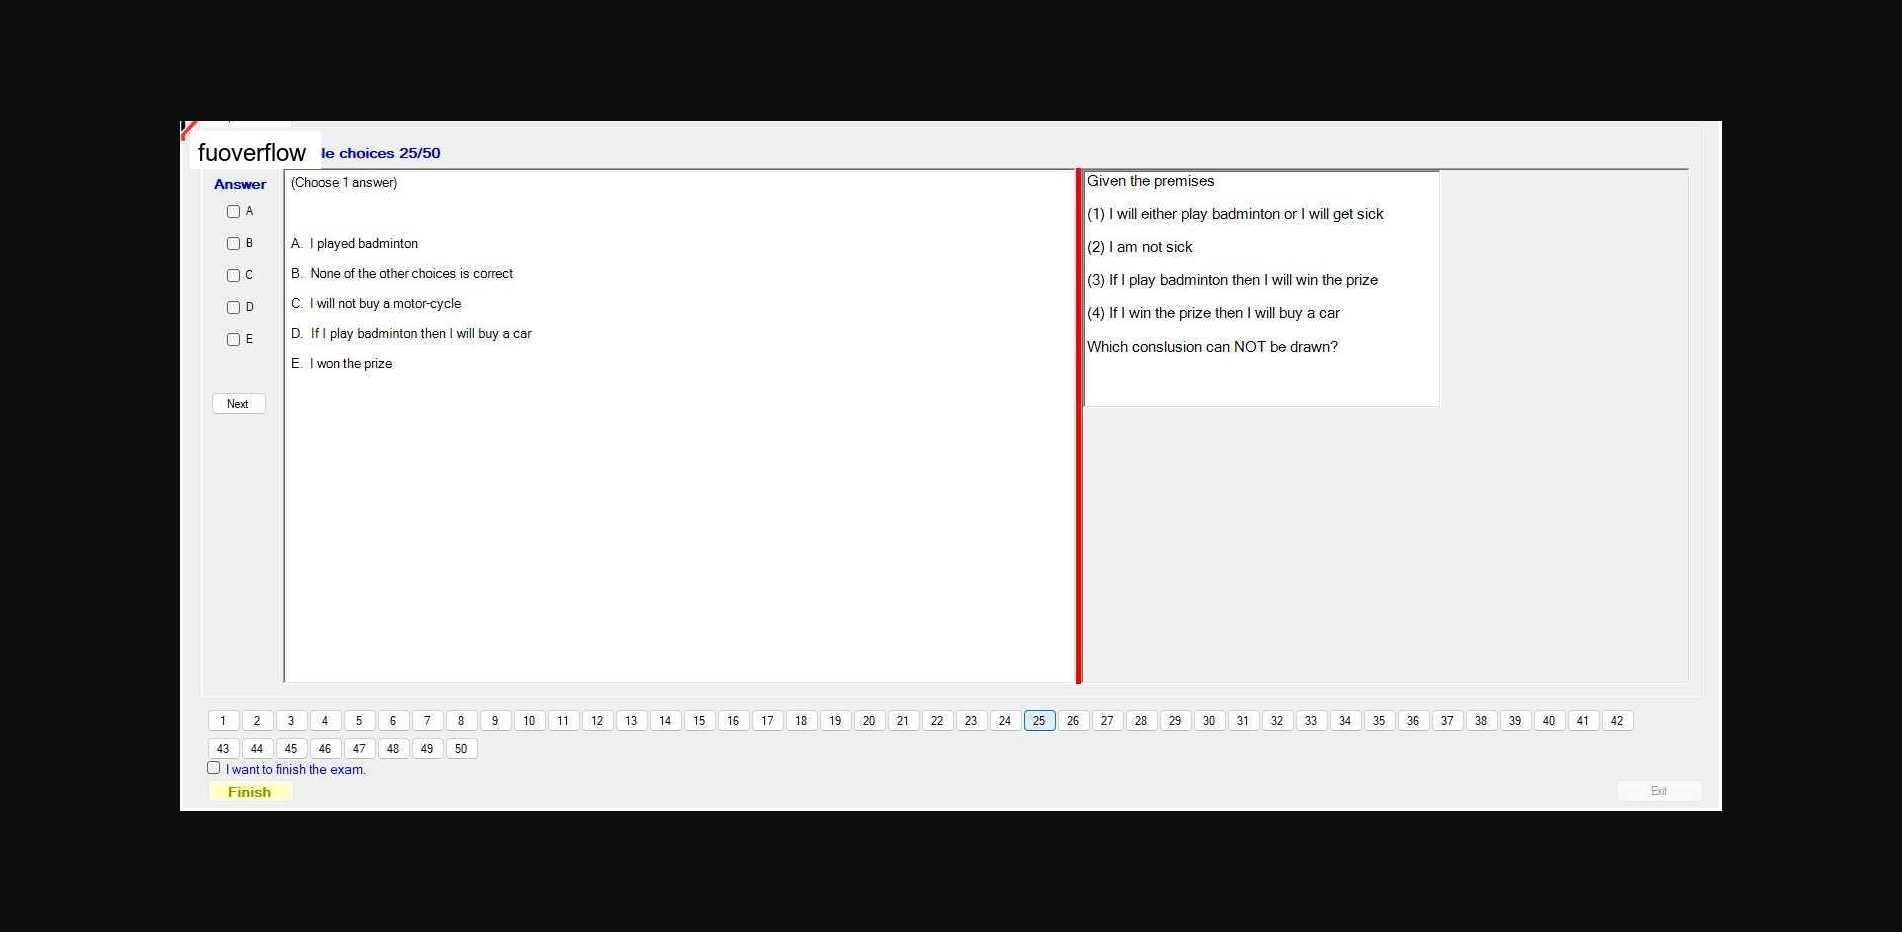 fuoverflow
le choices 25/50
Answer
A
B
C
D
E
Next
(Choose 1 answer)
A. I played badminton
B. None of the other choices is correct
C. I will not buy a motor-cycle
D. If I play badminton then I will buy a car
E. I won the prize
Given the premises
(1) I will either play badminton or I will get sick
(2) I am not sick
(3) If I play badminton then I will win the prize
(4) If I win the prize then I will buy a car
Which conslusion can NOT be drawn?
1 2 3 4 5 6 7 8 9 10 11 12 13 14 15 16 17 18 19 20 21 22 23 24 25 26 27 28 29 30 31 32 33 34 35 36 37 38 39 40 41 42
43 44 45 46 47 48 49 50
I want to finish the exam.
Finish
Exit